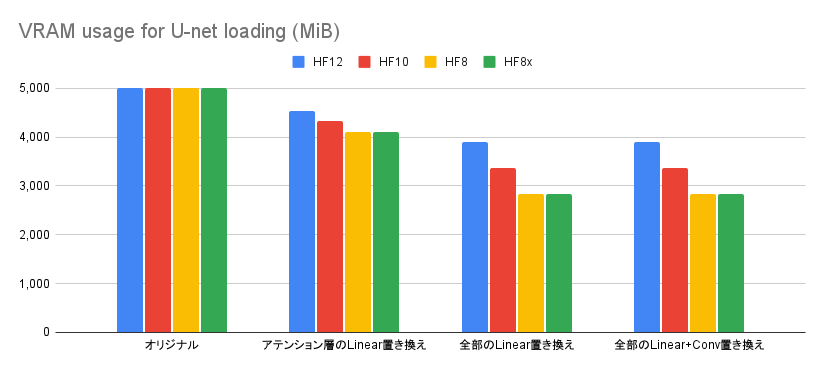 VRAM usage for U-net loading (MiB)
HF12 HF10 HF8 HF8x
5,000
4,000
3,000
2,000
1,000
0
オリジナル アテンション層のLinear置き換え 全部のLinear置き換え 全部のLinear+Conv置き換え